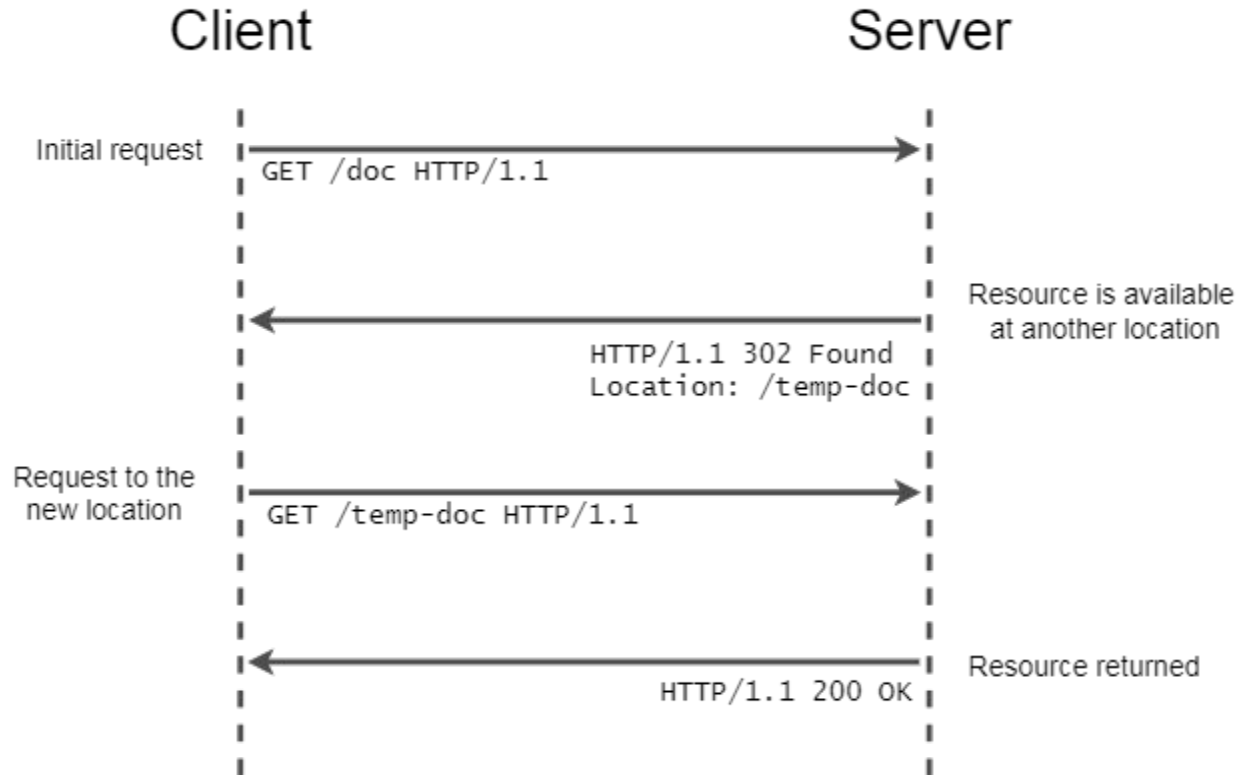 Client
Server
Initial request
GET /doc HTTP/1.1
Resource is available
at another location
HTTP/1.1 302 Found
Location: /temp-doc
Request to the
new location
GET /temp-doc HTTP/1.1
Resource returned
HTTP/1.1 200 OK